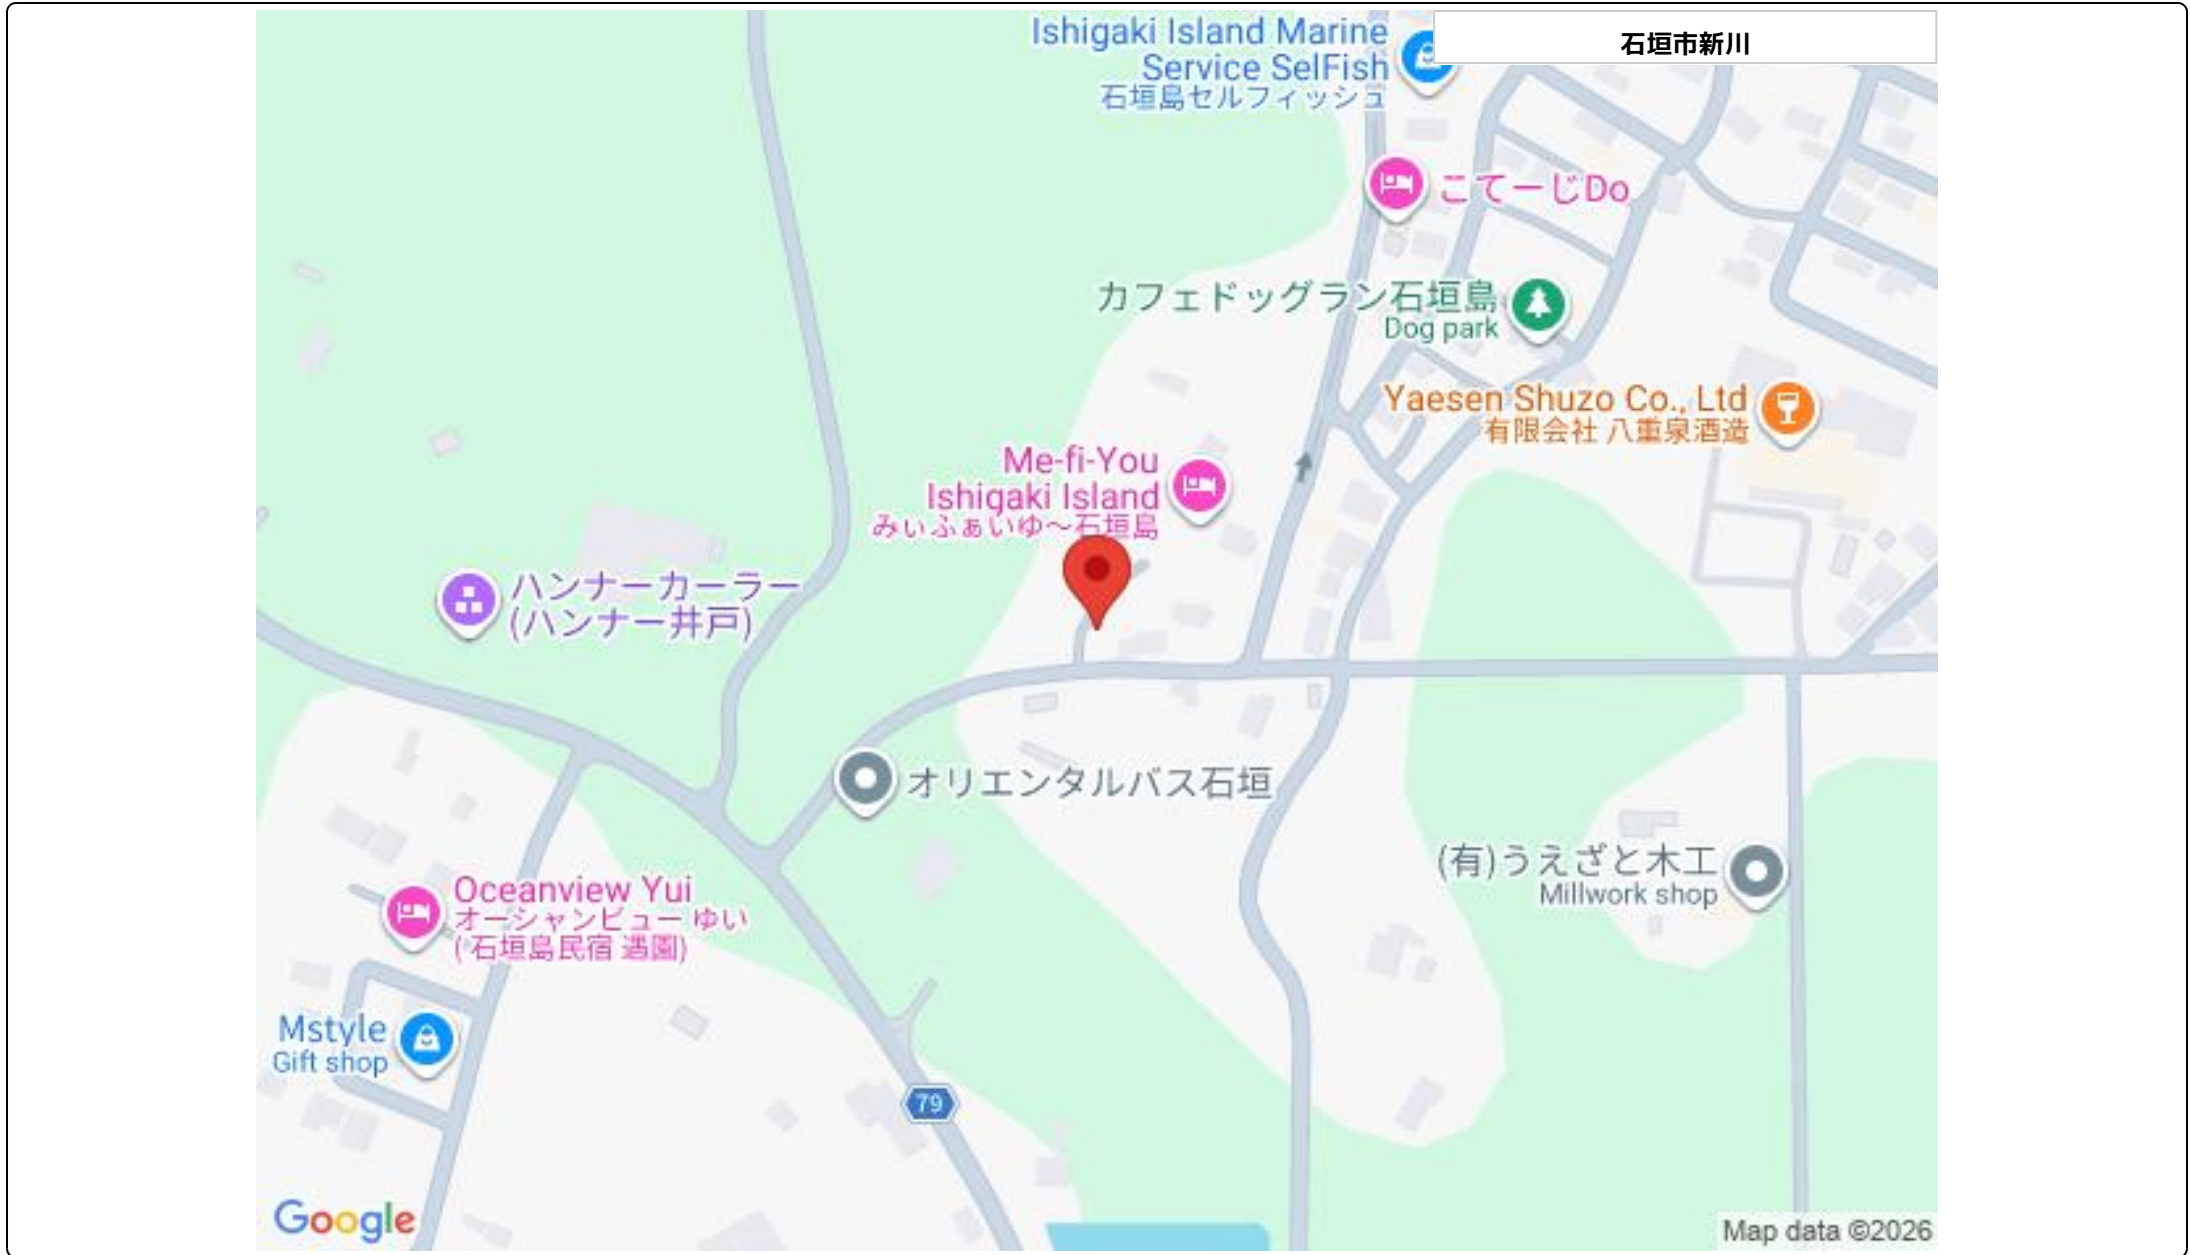 Ishigaki Island Marine
Service SelFish
石垣島セルフィッシュ
石垣市新川
こてーじDo
カフェドッグラン石垣島
Dog park
Yaesen Shuzo Co., Ltd
有限会社 八重泉酒造
Me-fi-You
Ishigaki Island
みぃふぁいゆ～石垣島
ハンナーカーラー
(ハンナー井戸)
オリエンタルバス石垣
(有)うえざと木工
Millwork shop
Oceanview Yui
オーシャンビュー ゆい
( 石垣島民宿 遇園)
Mstyle
Gift shop
79
Google
Map data ©2026